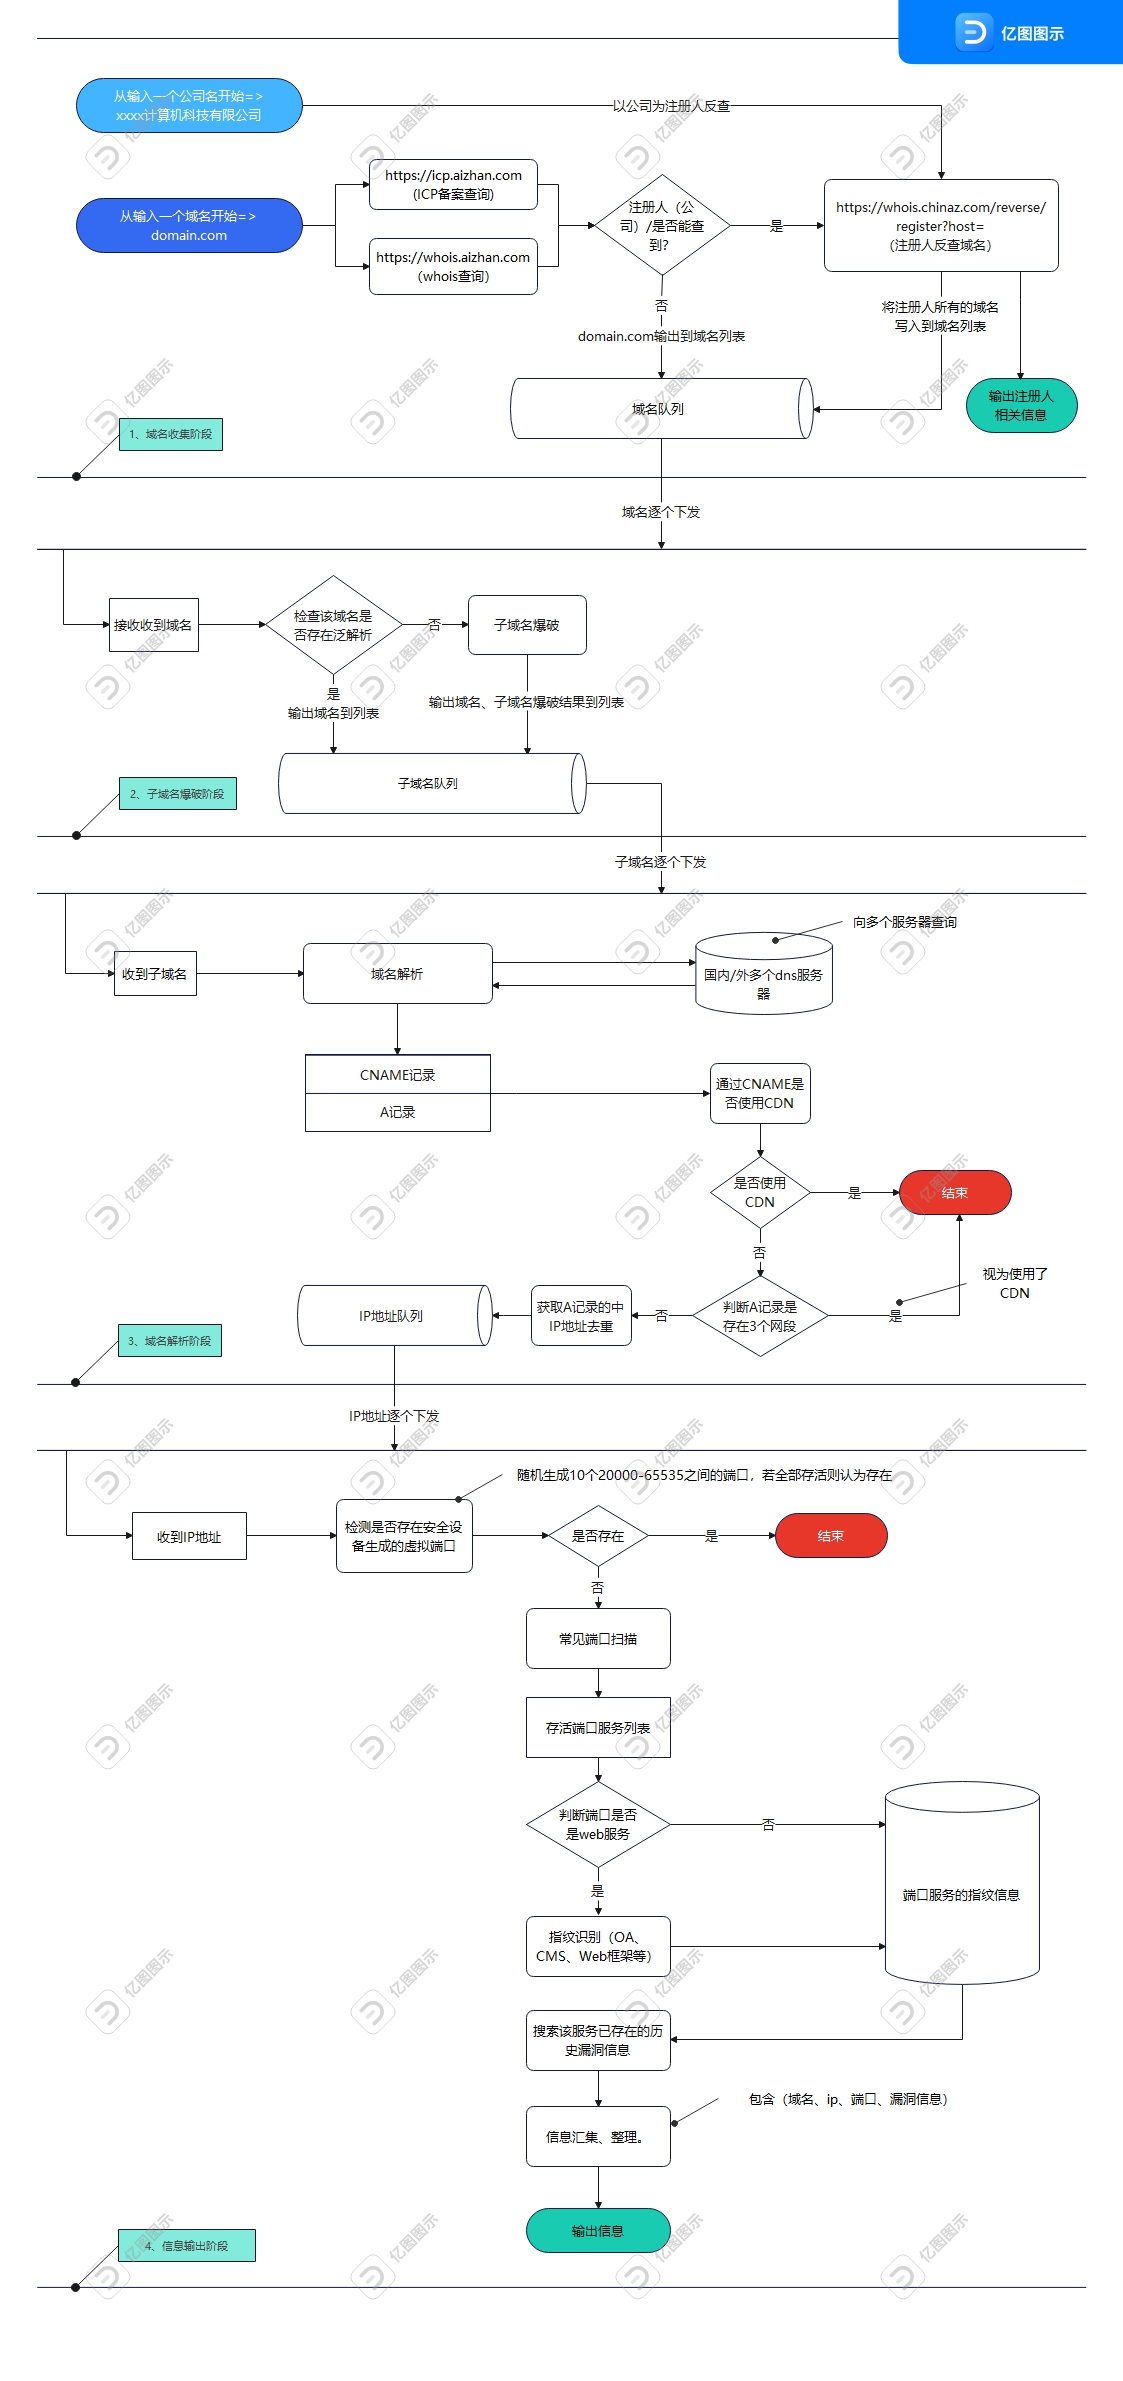 亿图图示
从输入一个公司名开始=>
xxxx计算机科技有限公司
以公司为注册人反查
https://icp.aizhan.com
(ICP备案查询)
从输入一个域名开始=>
domain.com
https://whois.aizhan.com
（whois查询）
注册人（公
司）/是否能查
到？
是
https://whois.chinaz.com/reverse/
register?host=
（注册人反查域名）
否
domain.com输出到域名列表
将注册人所有的域名
写入到域名列表
域名队列
输出注册人
相关信息
1、域名收集阶段
域名逐个下发
接收收到域名
检查该域名是
否存在泛解析
否
子域名爆破
是
输出域名到列表
输出域名、子域名爆破结果到列表
子域名队列
2、子域名爆破阶段
子域名逐个下发
向多个服务器查询
收到子域名
域名解析
国内/外多个dns服务
器
CNAME记录
A记录
通过CNAME是
否使用CDN
是否使用
CDN
是
结束
否
视为使用了
CDN
IP地址队列
获取A记录的中
IP地址去重
否
判断A记录是
存在3个网段
是
3、域名解析阶段
IP地址逐个下发
随机生成10个20000-65535之间的端口，若全部存活则认为存在
收到IP地址
检测是否存在安全设
备生成的虚拟端口
是否存在
是
结束
否
常见端口扫描
存活端口服务列表
判断端口是否
是web服务
否
端口服务的指纹信息
是
指纹识别（OA、
CMS、Web框架等）
搜索该服务已存在的历
史漏洞信息
包含（域名、ip、端口、漏洞信息）
信息汇集、整理。
输出信息
4、信息输出阶段